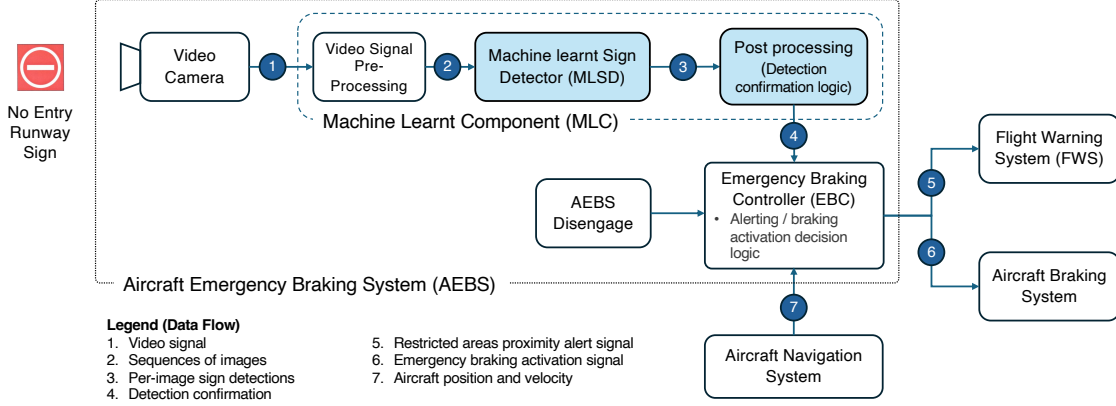 No Entry
Runway
Sign
Video
Camera
1
Video Signal
Pre-
Processing
2
Machine learnt Sign
Detector (MLSD)
3
Post processing
(Detection
confirmation logic)
Machine Learnt Component (MLC)
4
AEBS
Disengage
Emergency Braking
Controller (EBC)
• Alerting / braking
activation decision
logic
5
Flight Warning
System (FWS)
6
Aircraft Braking
System
Aircraft Emergency Braking System (AEBS)
7
Aircraft Navigation
System
Legend (Data Flow)
1. Video signal
2. Sequences of images
3. Per-image sign detections
4. Detection confirmation
5. Restricted areas proximity alert signal
6. Emergency braking activation signal
7. Aircraft position and velocity